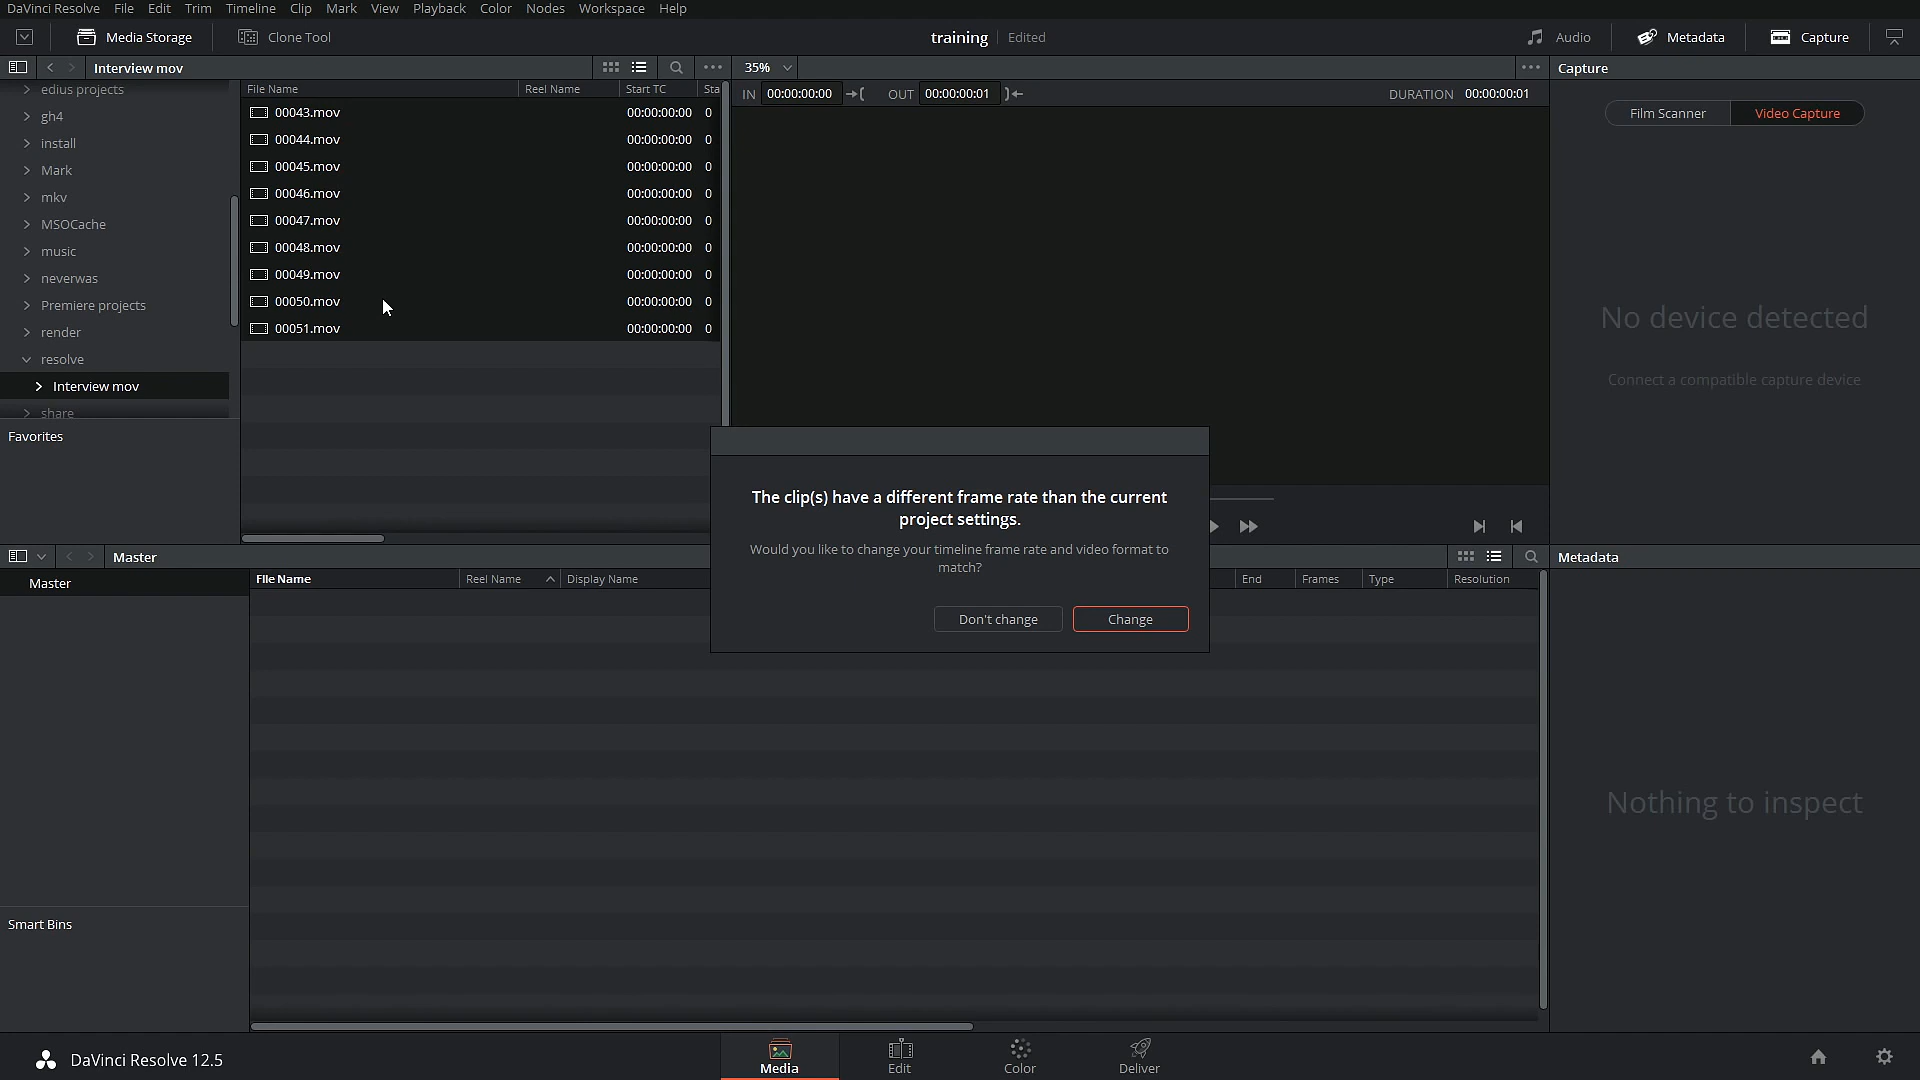 DaVinci Resolve File Edit Trim Timeline Clip Mark View Playback Color Nodes Workspace Help
Media Storage Clone Tool training Edited Audio Metadata Capture
Interview mov 35% Capture
edius projects
gh4
install
Mark
mkv
MSOCache
music
neverwas
Premiere projects
render
resolve
Interview mov
share
Favorites
File Name Reel Name Start TC Sta
00043.mov 00:00:00:00 0
00044.mov 00:00:00:00 0
00045.mov 00:00:00:00 0
00046.mov 00:00:00:00 0
00047.mov 00:00:00:00 0
00048.mov 00:00:00:00 0
00049.mov 00:00:00:00 0
00050.mov 00:00:00:00 0
00051.mov 00:00:00:00 0
IN 00:00:00:00 OUT 00:00:00:01 DURATION 00:00:00:01
Film Scanner Video Capture
No device detected
Connect a compatible capture device
The clip(s) have a different frame rate than the current
project settings.
Would you like to change your timeline frame rate and video format to
match?
Don't change Change
Master Metadata
Master
File Name Reel Name Display Name End Frames Type Resolution
Nothing to inspect
Smart Bins
DaVinci Resolve 12.5 Media Edit Color Deliver